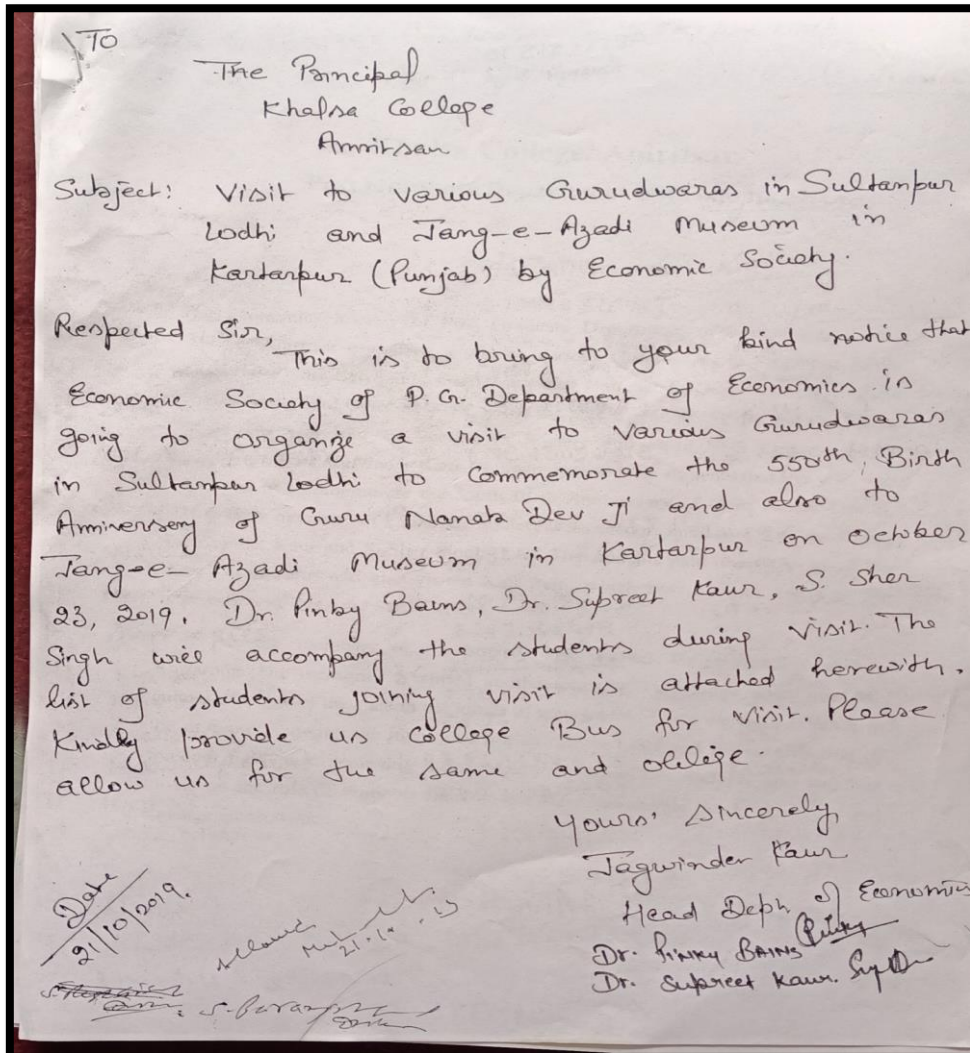 To
The Principal
Khalsa College
Amritsar
Subject: Visit to various Gurudwaras in Sultanpur
Lodhi and Jang-e-Azadi Museum in
Kartarpur (Punjab) by Economic Society.
Respected Sir,
This is to bring to your kind notice that
Economic Society of P.G. Department of Economics is
going to organize a visit to various Gurudwaras
in Sultanpur Lodhi to commemorate the 550th, Birth
Anniversary of Guru Nanak Dev Ji and also to
Jang-e-Azadi Museum in Kartarpur on October
23, 2019. Dr. Pinky Bains, Dr. Supreet Kaur, S. Sher
Singh will accompany the students during visit. The
list of students joining visit is attached herewith.
Kindly provide us college Bus for visit. Please
allow us for the same and oblige.
Yours' sincerely,
Jagwinder Kaur
Head Deptt. of Economics
Dr. PINKY BAINS
Dr. Supreet Kaur.
Date
21/10/2019.
Allowed